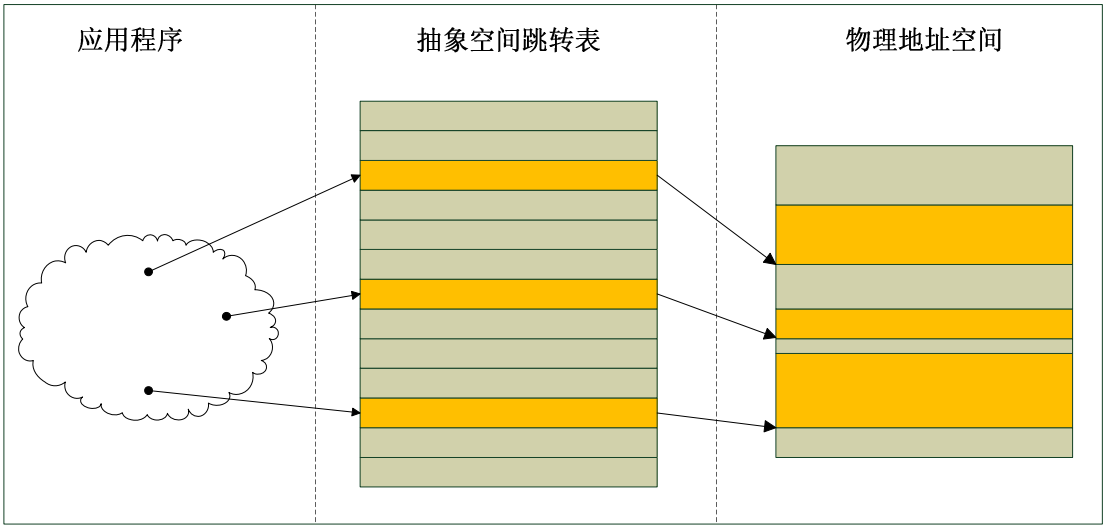 应用程序
抽象空间跳转表
物理地址空间